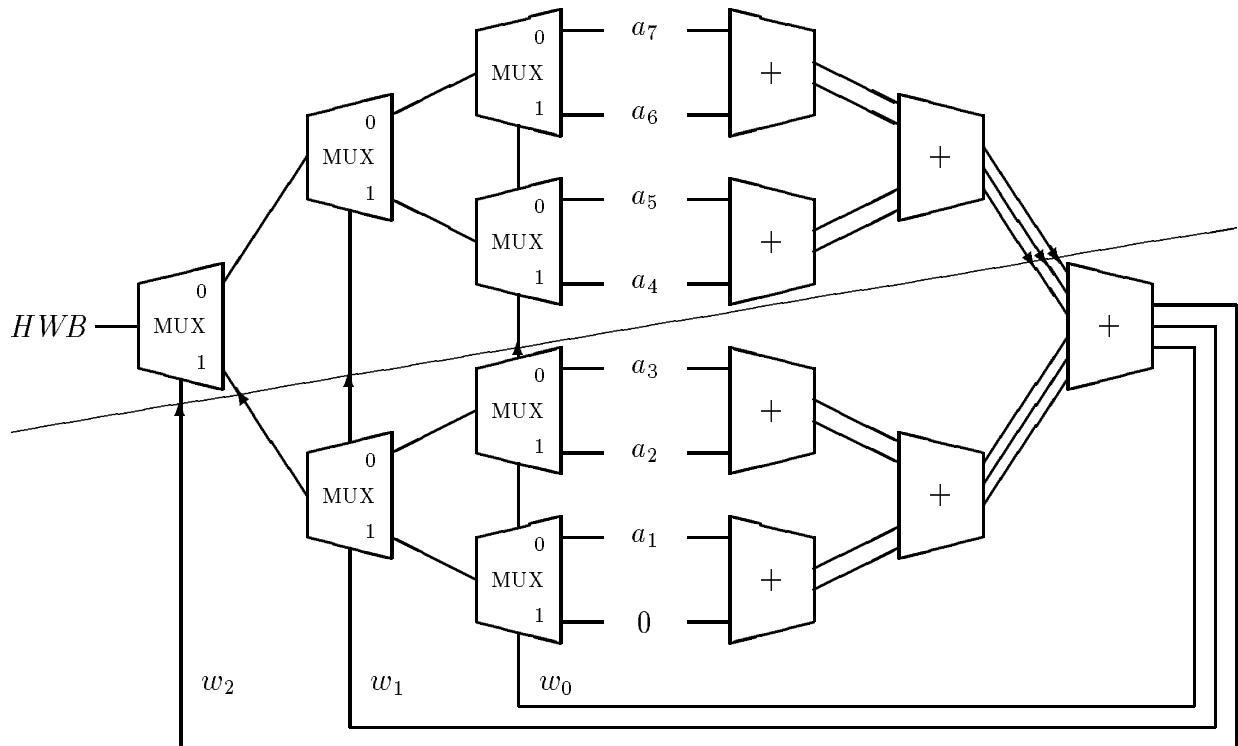 0 a₇
MUX +
1 a₆
0
MUX +
1
0 a₅
MUX +
1 a₄
0
HWB MUX +
1
0 a₃
MUX +
1 a₂
0
MUX +
1
0 a₁
MUX +
1 0
w₂ w₁ w₀